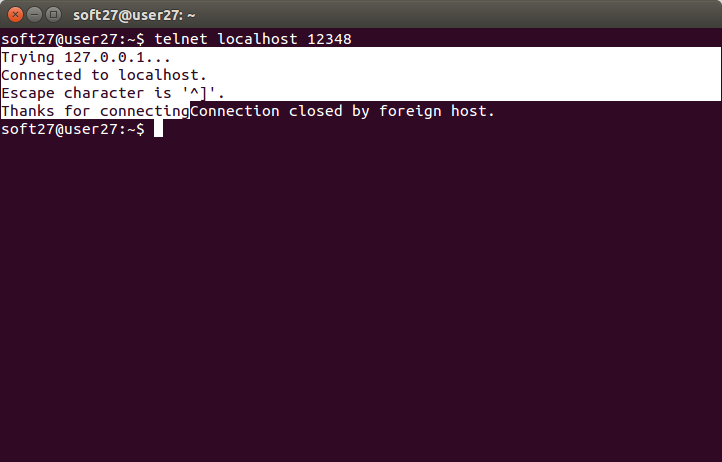 soft27@user27: ~
soft27@user27:~$ telnet localhost 12348
Trying 127.0.0.1...
Connected to localhost.
Escape character is '^]'.
Thanks for connectingConnection closed by foreign host.
soft27@user27:~$